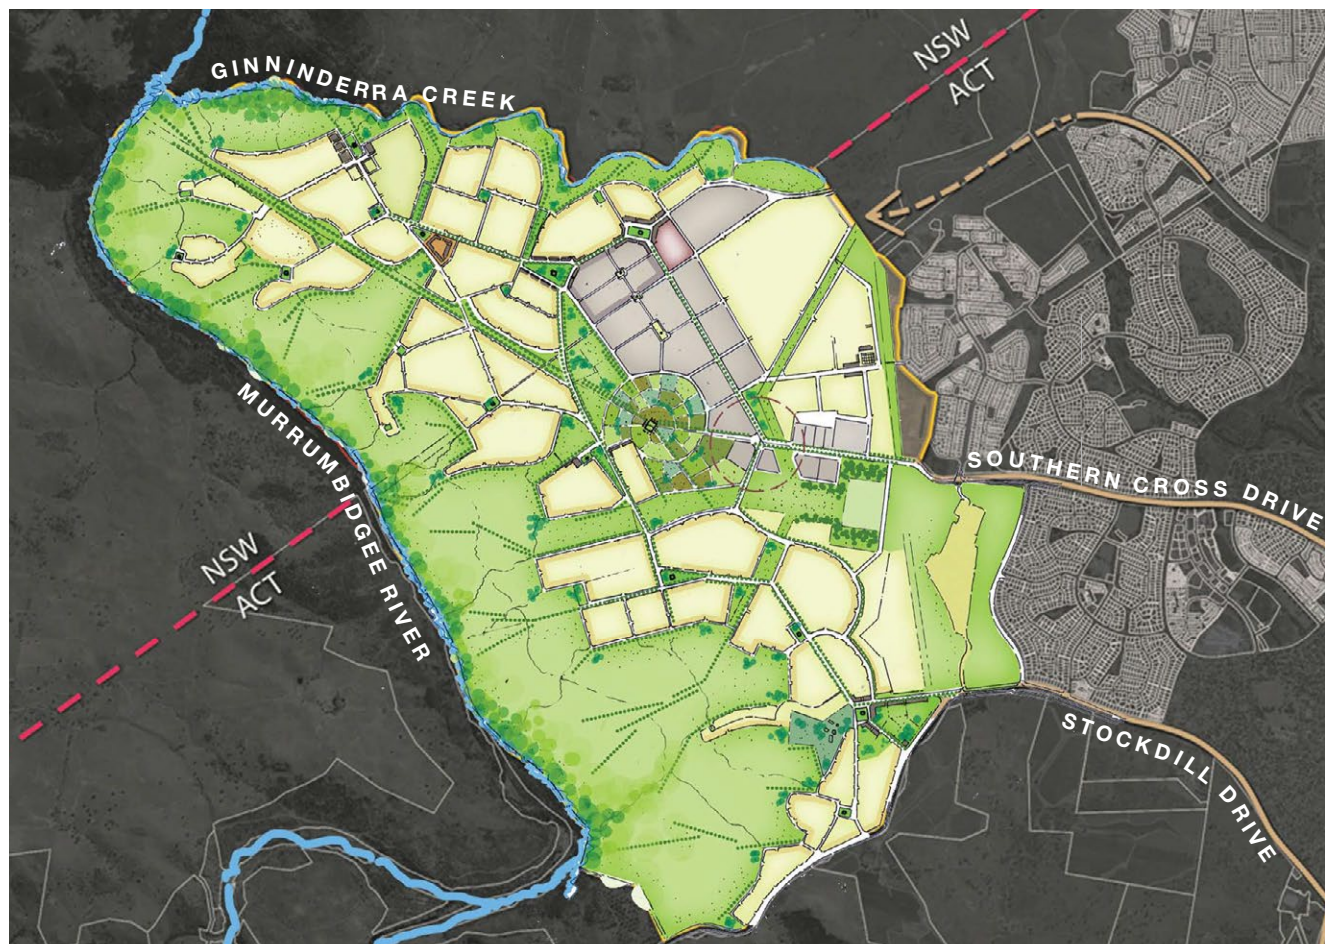 GINNINDERRA CREEK
NSW
ACT
MURRUMBIDGEE RIVER
SOUTHERN CROSS DRIVE
NSW
ACT
STOCKDILL DRIVE